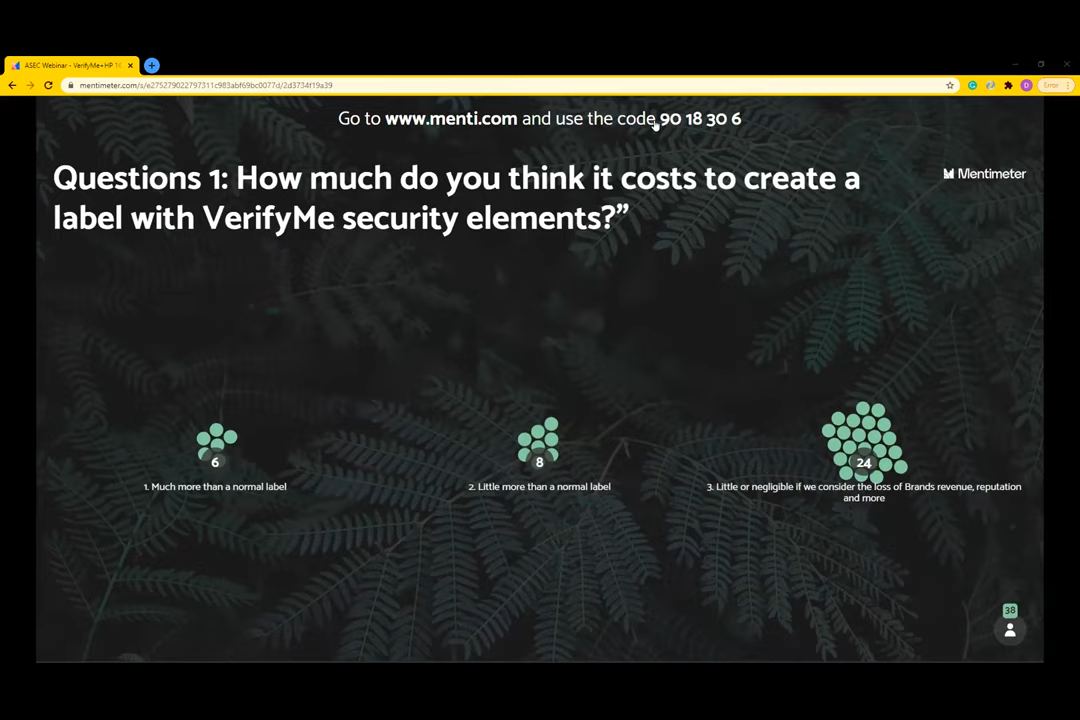 ASEC Webinar - VerifyMe+HP 16
mentimeter.com/s/e275279022797311c983abf69bc0077d/2d3734f19a39
Error
Go to www.menti.com and use the code 90 18 30 6
Questions 1: How much do you think it costs to create a
label with VerifyMe security elements?”
Mentimeter
6
8
24
1. Much more than a normal label
2. Little more than a normal label
3. Little or negligible if we consider the loss of Brands revenue, reputation
and more
38